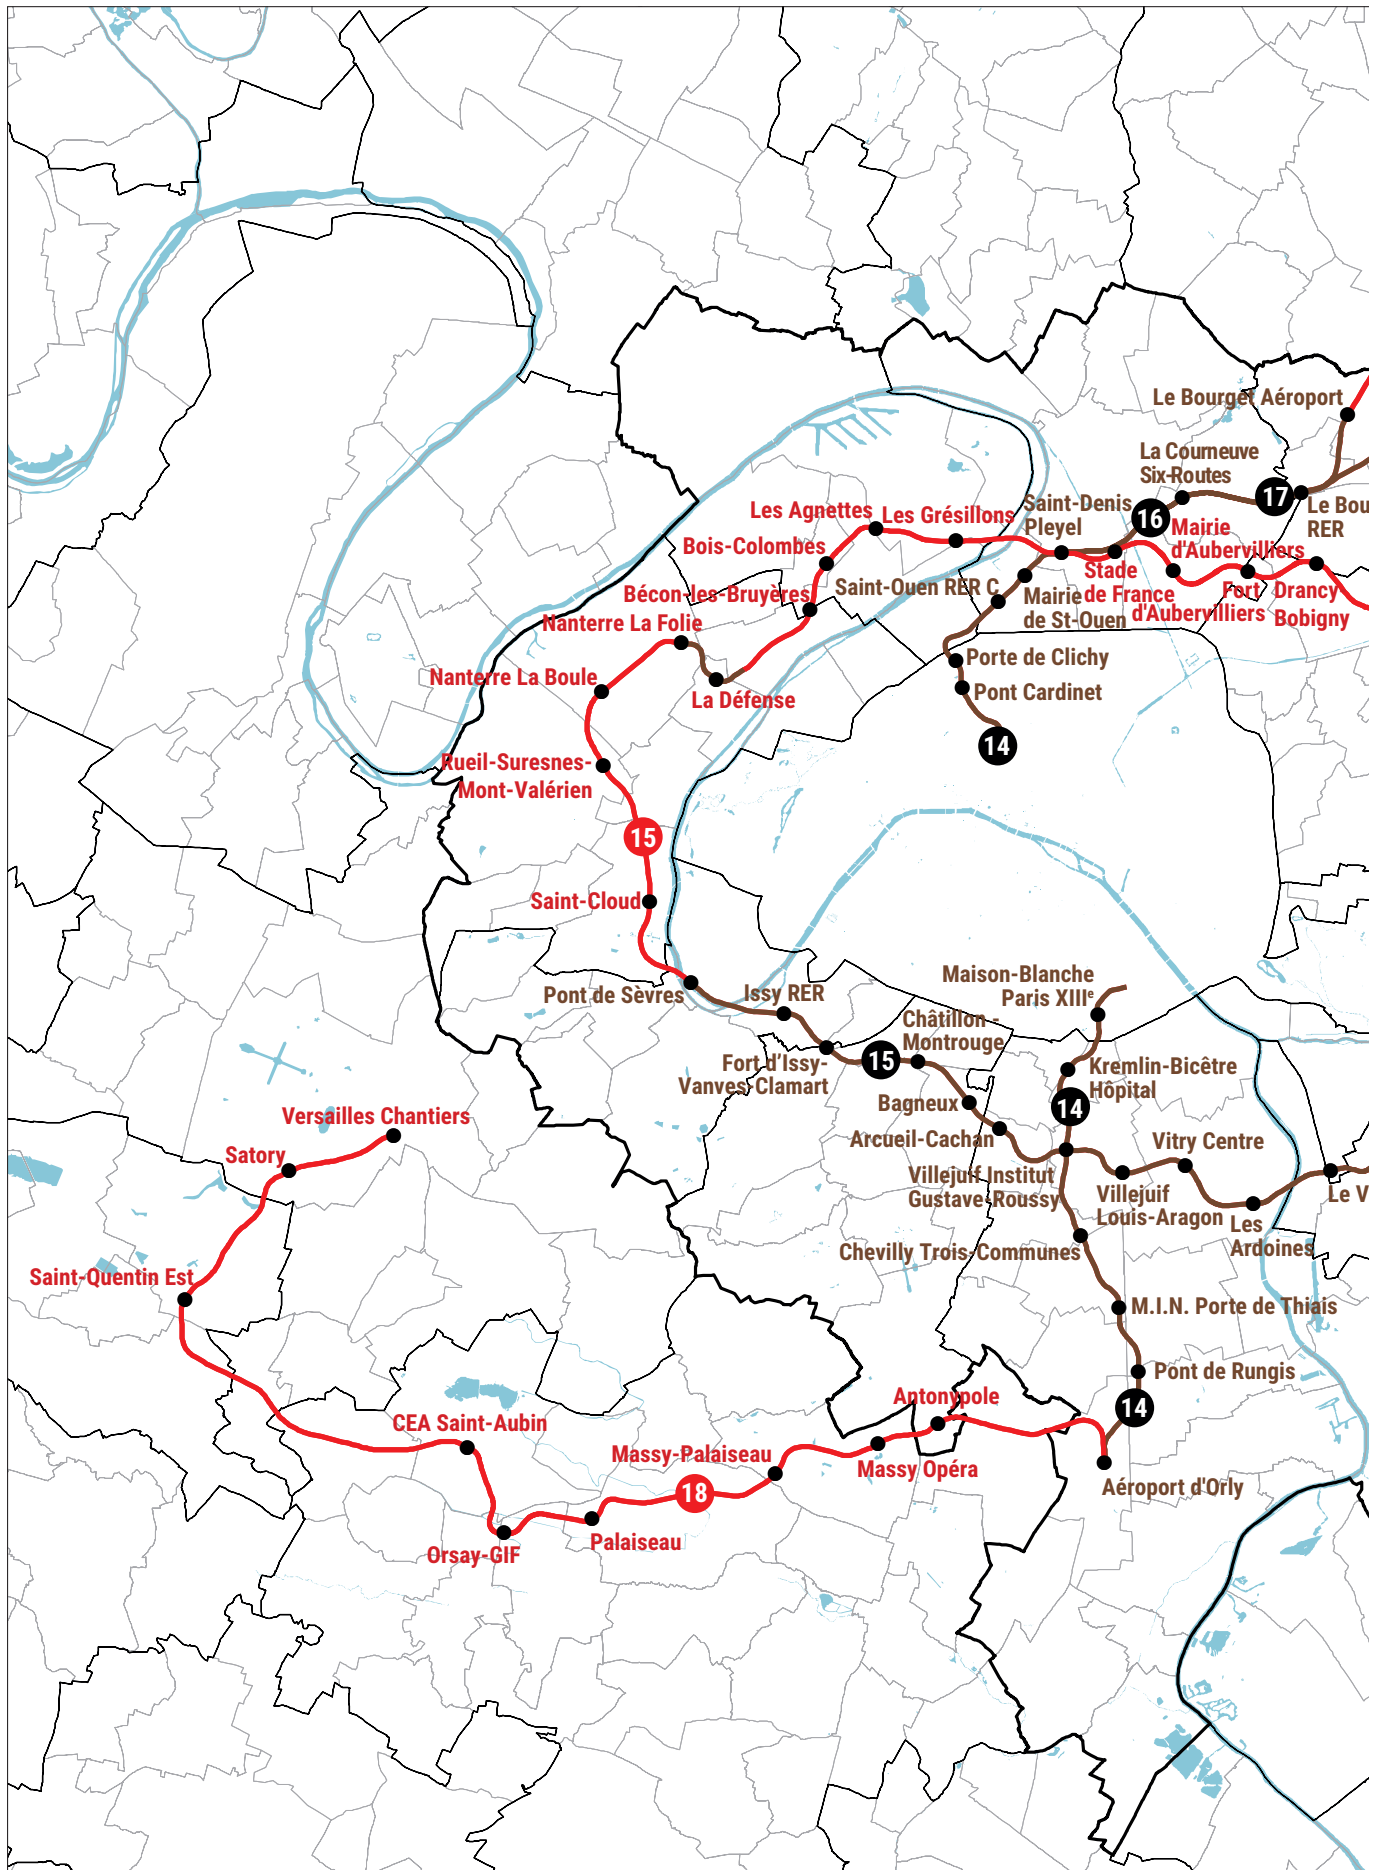 Le Bourget Aéroport
La Courneuve
Six-Routes
17
Le Bou
RER
Saint-Denis
Pleyel
16
Mairie
d'Aubervilliers
Les Agnettes
Les Grésillons
Bois-Colombes
Stade
de France
Fort
d'Aubervilliers
Drancy
Bobigny
Saint-Ouen RER C
Mairie
de St-Ouen
Bécon-les-Bruyères
Nanterre La Folie
Porte de Clichy
Nanterre La Boule
La Défense
Pont Cardinet
14
Rueil-Suresnes-
Mont-Valérien
15
Saint-Cloud
Maison-Blanche
Paris XIIIe
Pont de Sèvres
Issy RER
Châtillon -
Montrouge
Fort d’Issy-
Vanves-Clamart
15
Kremlin-Bicêtre
Hôpital
Bagneux
14
Versailles Chantiers
Arcueil-Cachan
Vitry Centre
Satory
Villejuif Institut
Gustave-Roussy
Villejuif
Louis-Aragon
Le V
Les
Ardoines
Chevilly Trois-Communes
Saint-Quentin Est
M.I.N. Porte de Thiais
Pont de Rungis
Antonypole
14
CEA Saint-Aubin
Massy-Palaiseau
Massy Opéra
Aéroport d'Orly
18
Palaiseau
Orsay-GIF